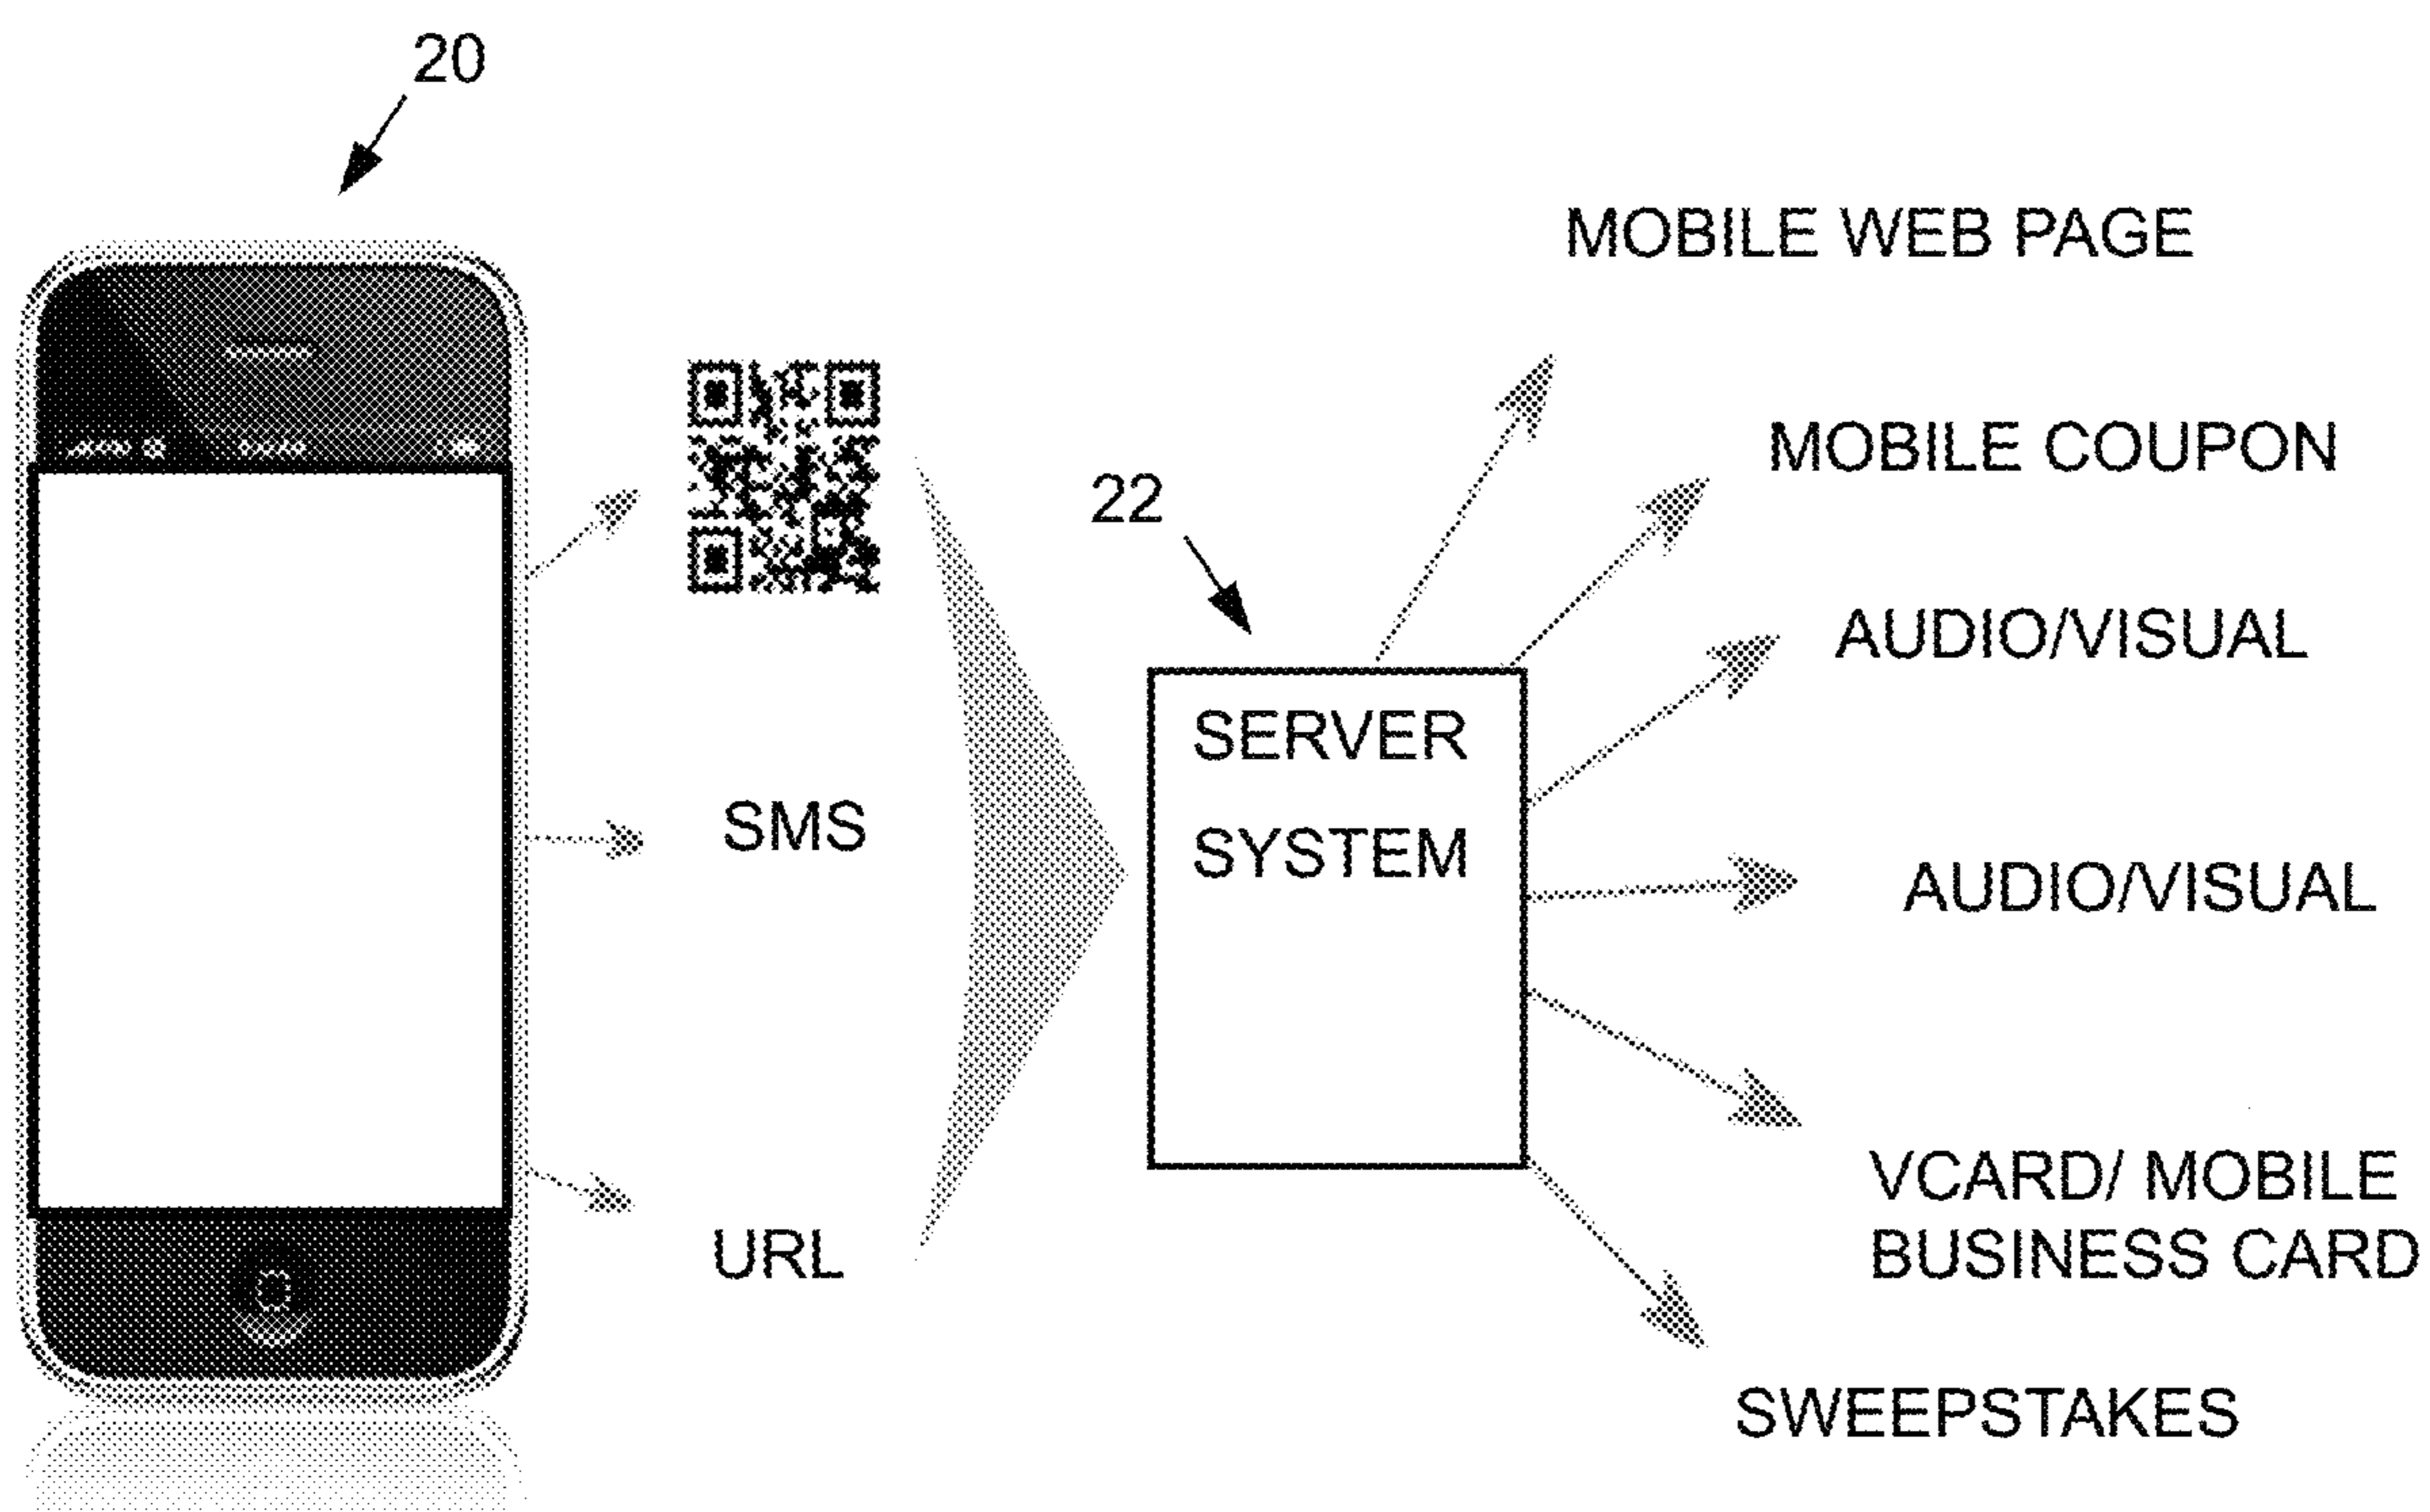 20
MOBILE WEB PAGE
MOBILE COUPON
22
AUDIO/VISUAL
SERVER
SYSTEM
SMS
AUDIO/VISUAL
VCARD/ MOBILE
BUSINESS CARD
URL
SWEEPSTAKES